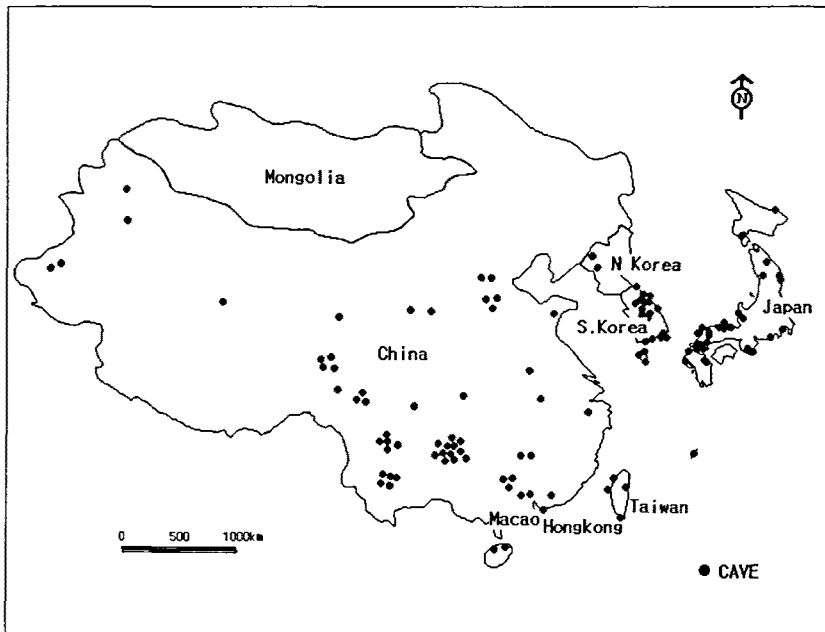 N
Mongolia
N Korea
Japan
S.Korea
China
Taiwan
Macao
Hongkong
0 500 1000km
CAVE